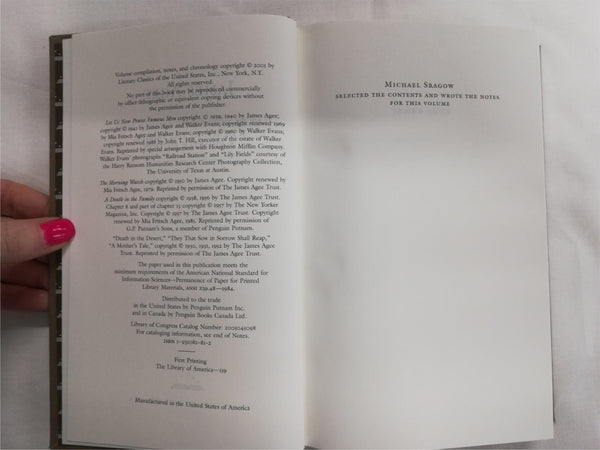 Volume compilation, notes, and chronology copyright © 2005 by
Literary Classics of the United States, Inc., New York, N.Y.
All rights reserved.
No part of this book may be reproduced commercially
by offset-lithographic or equivalent copying devices without
the permission of the publisher.
Let Us Now Praise Famous Men copyright © 1939, 1940 by James Agee;
copyright © 1941 by James Agee and Walker Evans; copyright renewed 1969
by Mia Fritsch Agee and Walker Evans; copyright © 1960 by Walker Evans;
copyright renewed 1988 by John T. Hill, executor of the estate of Walker
Evans. Reprinted by special arrangement with Houghton Mifflin Company.
Walker Evans' photographs "Railroad Station" and "Lily Fields" courtesy of
the Harry Ransom Humanities Research Center Photography Collection,
The University of Texas at Austin.
The Morning Watch copyright © 1950 by James Agee. Copyright renewed by
Mia Fritsch Agee, 1979. Reprinted by permission of The James Agee Trust.
A Death in the Family copyright © 1938, 1956 by The James Agee Trust.
Chapter 8 and part of chapter 15 copyright © 1957 by The New Yorker
Magazine, Inc. Copyright © 1957 by The James Agee Trust. Copyright
renewed by Mia Fritsch Agee, 1985. Reprinted by permission of
G.P. Putnam's Sons, a member of Penguin Putnam.
"Death in the Desert," "They That Sow in Sorrow Shall Reap,"
"A Mother's Tale," copyright © 1930, 1931, 1952 by The James Agee
Trust. Reprinted by permission of The James Agee Trust.
The paper used in this publication meets the
minimum requirements of the American National Standard for
Information Sciences—Permanence of Paper for Printed
Library Materials, ANSI Z39.48—1984.
Distributed to the trade
in the United States by Penguin Putnam Inc.
and in Canada by Penguin Books Canada Ltd.
Library of Congress Catalog Number: 2005045098
For cataloging information, see end of Notes.
ISBN 1-931082-81-2
First Printing
The Library of America—159
Manufactured in the United States of America
Michael Sragow
selected the contents and wrote the notes
for this volume